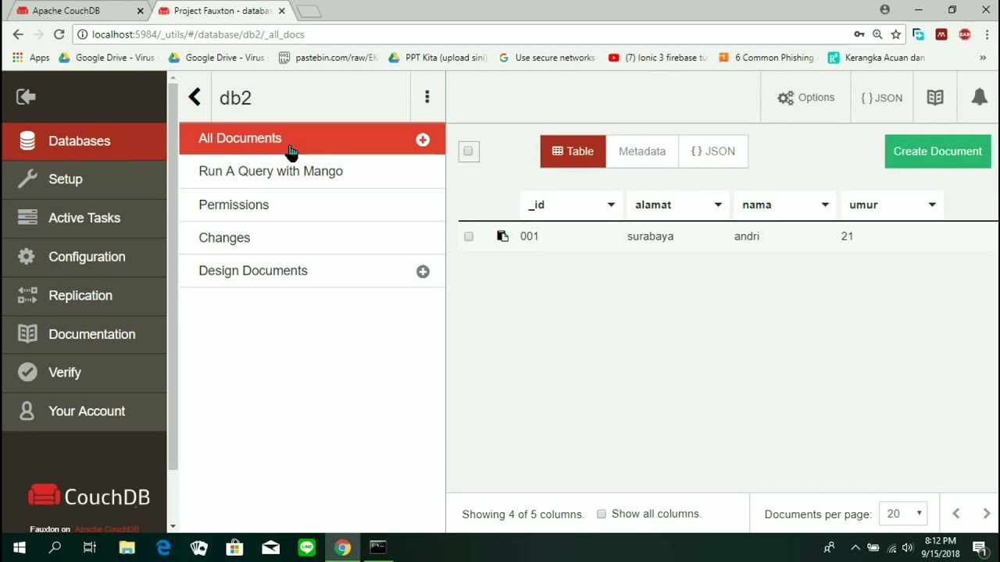 Apache CouchDB
Project Fauxton - databas
localhost:5984/_utils/#/database/db2/_all_docs
Apps
Google Drive - Virus
Google Drive - Virus
pastebin.com/raw/EK
PPT Kita (upload sini)
Use secure networks
(7) Ionic 3 firebase tu
6 Common Phishing
Kerangka Acuan dan
db2
Options
{ } JSON
Databases
Setup
Active Tasks
Configuration
Replication
Documentation
Verify
Your Account
CouchDB
Fauxton on Apache CouchDB
All Documents
Run A Query with Mango
Permissions
Changes
Design Documents
Table
Metadata
{ } JSON
Create Document
_id alamat nama umur
001 surabaya andri 21
Showing 4 of 5 columns.
Show all columns.
Documents per page: 20
LINE
8:12 PM
9/15/2018
1